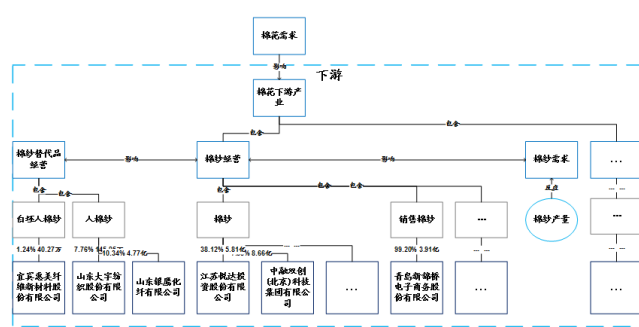 棉花需求
影响
下游
棉花下游产
业
包含
包含
棉纱替代品
经营
影响
棉纱经营
影响
棉纱需求
...
包含
包含
包含
包含
包含
反应
... ...
白坯人棉纱
人棉纱
棉纱
销售棉纱
...
棉纱产量
...
1.24% 40.27万
7.76%
10.34% 4.77亿
38.12% 5.81亿
8.66亿
... ...
99.20% 3.91亿
... ...
... ...
宜宾惠美纤
维新材料股
份有限公司
山东大宇纺
织股份有限
公司
山东银鹰化
纤有限公司
江苏悦达投
资股份有限
公司
中融双创
(北京)科技
集团有限公
司
...
青岛新锦桥
电子商务股
份有限公司
...
...